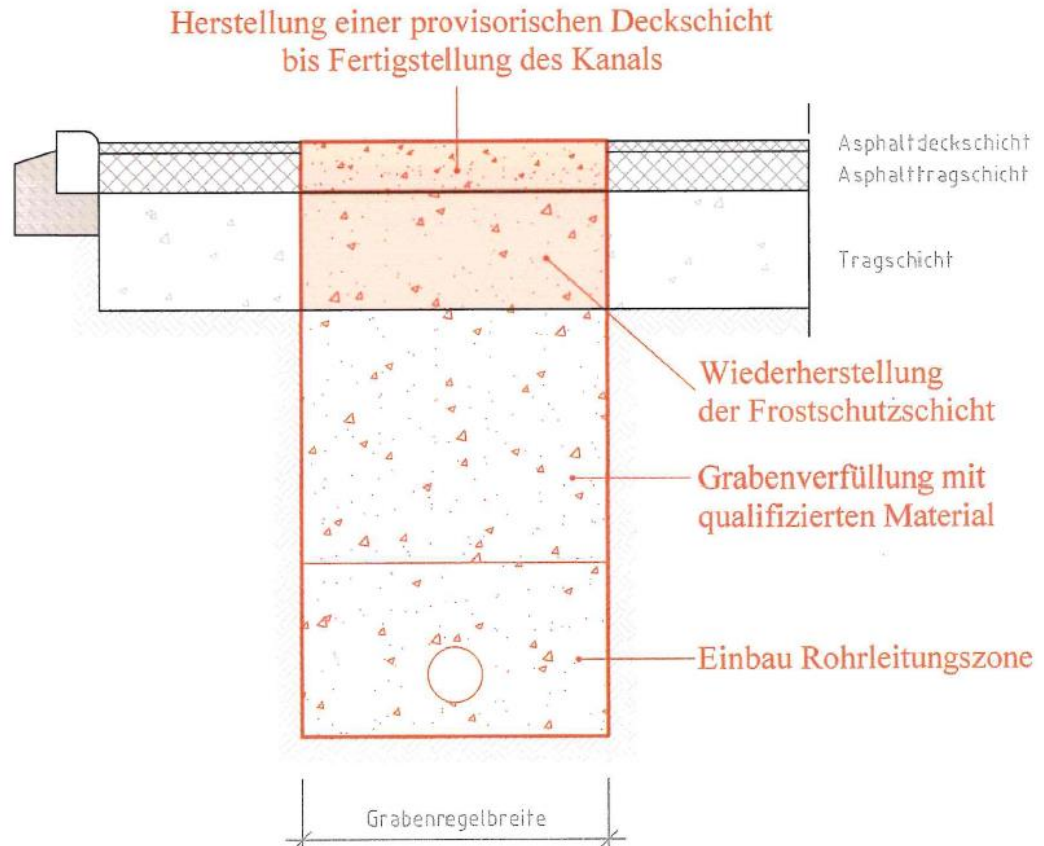 Herstellung einer provisorischen Deckschicht
bis Fertigstellung des Kanals
Asphaltdeckschicht
Asphalttragschicht
Tragschicht
Wiederherstellung
der Frostschutzschicht
Grabenverfüllung mit
qualifizierten Material
Einbau Rohrleitungszone
Grabenregelbreite